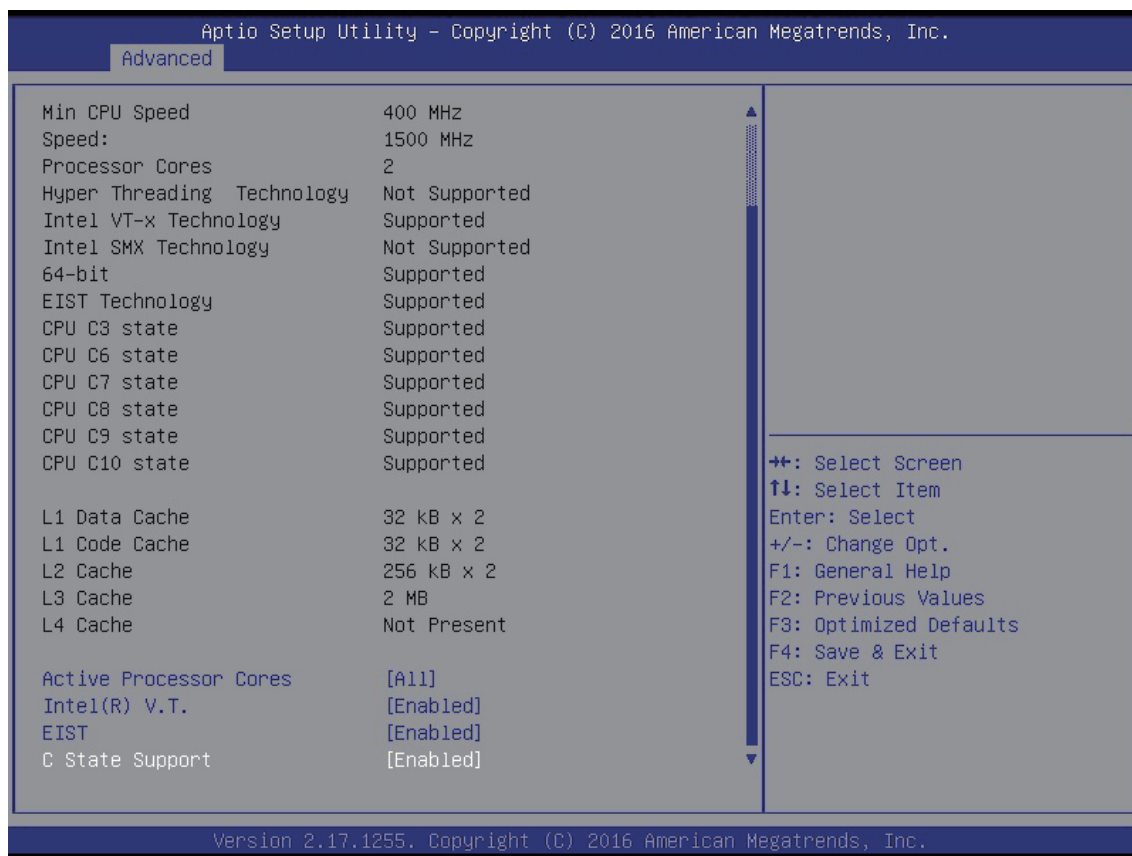 Aptio Setup Utility – Copyright (C) 2016 American Megatrends, Inc.
Advanced
Min CPU Speed 400 MHz
Speed: 1500 MHz
Processor Cores 2
Hyper Threading Technology Not Supported
Intel VT-x Technology Supported
Intel SMX Technology Not Supported
64-bit Supported
EIST Technology Supported
CPU C3 state Supported
CPU C6 state Supported
CPU C7 state Supported
CPU C8 state Supported
CPU C9 state Supported
CPU C10 state Supported
L1 Data Cache 32 kB x 2
L1 Code Cache 32 kB x 2
L2 Cache 256 kB x 2
L3 Cache 2 MB
L4 Cache Not Present
Active Processor Cores [All]
Intel(R) V.T. [Enabled]
EIST [Enabled]
C State Support [Enabled]
→←: Select Screen
↑↓: Select Item
Enter: Select
+/-: Change Opt.
F1: General Help
F2: Previous Values
F3: Optimized Defaults
F4: Save & Exit
ESC: Exit
Version 2.17.1255. Copyright (C) 2016 American Megatrends, Inc.